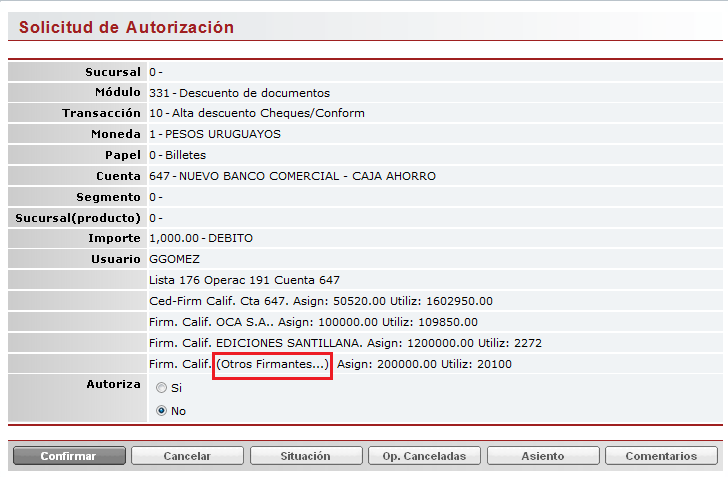 Solicitud de Autorización
Sucursal 0 -
Módulo 331 - Descuento de documentos
Transacción 10 - Alta descuento Cheques/Conform
Moneda 1 - PESOS URUGUAYOS
Papel 0 - Billetes
Cuenta 647 - NUEVO BANCO COMERCIAL - CAJA AHORRO
Segmento 0 -
Sucursal(producto) 0 -
Importe 1,000.00 - DEBITO
Usuario GGOMEZ
Lista 176 Operac 191 Cuenta 647
Ced-Firm Calif. Cta 647. Asign: 50520.00 Utiliz: 1602950.00
Firm. Calif. OCA S.A.. Asign: 100000.00 Utiliz: 109850.00
Firm. Calif. EDICIONES SANTILLANA. Asign: 1200000.00 Utiliz: 2272
Firm. Calif. (Otros Firmantes...) Asign: 200000.00 Utiliz: 20100
Autoriza Si
No
Confirmar Cancelar Situación Op. Canceladas Asiento Comentarios